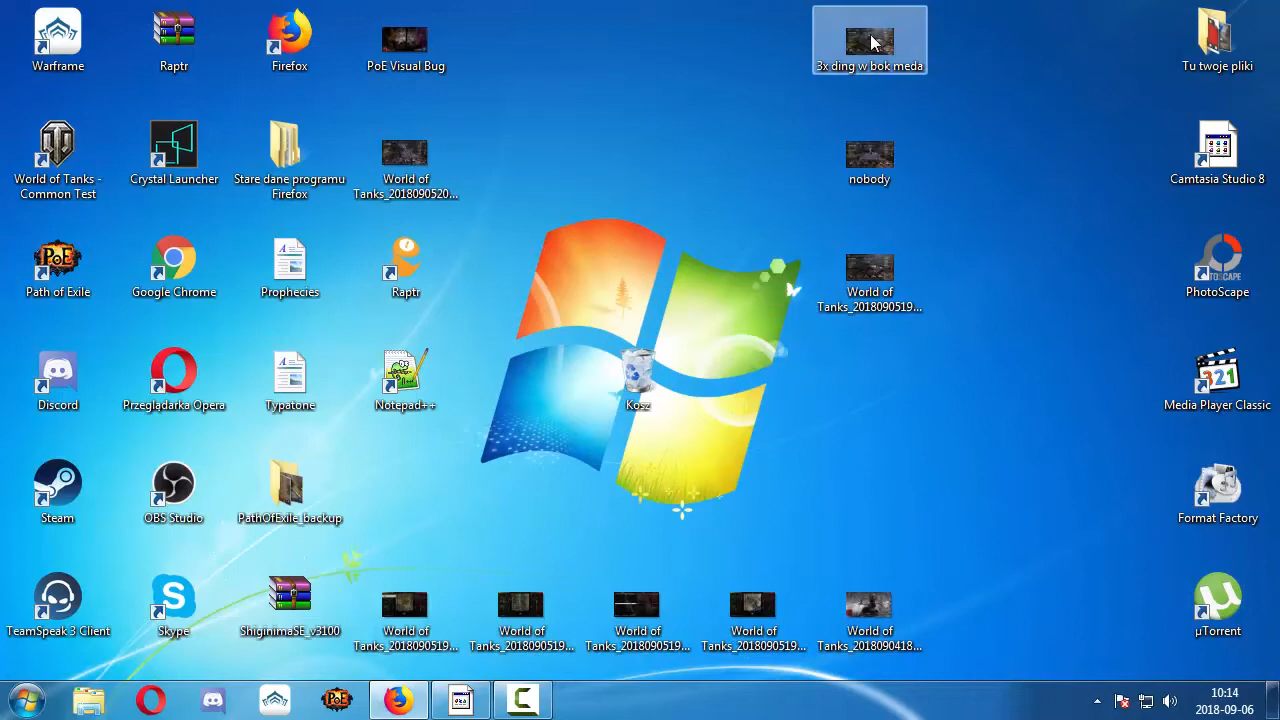 Warframe
Raptr
Firefox
PoE Visual Bug
3x ding w bok meda
Tu twoje pliki
World of Tanks -
Common Test
Crystal Launcher
Stare dane programu
Firefox
World of
Tanks_2018090520...
nobody
Camtasia Studio 8
Path of Exile
Google Chrome
Prophecies
Raptr
World of
Tanks_2018090519...
PhotoScape
Discord
Przeglądarka Opera
Typatone
Notepad++
Kosz
Media Player Classic
Steam
OBS Studio
PathOfExile_backup
Format Factory
TeamSpeak 3 Client
Skype
ShiginimaSE_v3100
World of
Tanks_2018090519...
World of
Tanks_2018090519...
World of
Tanks_2018090519...
World of
Tanks_2018090519...
World of
Tanks_2018090418...
µTorrent
10:14
2018-09-06